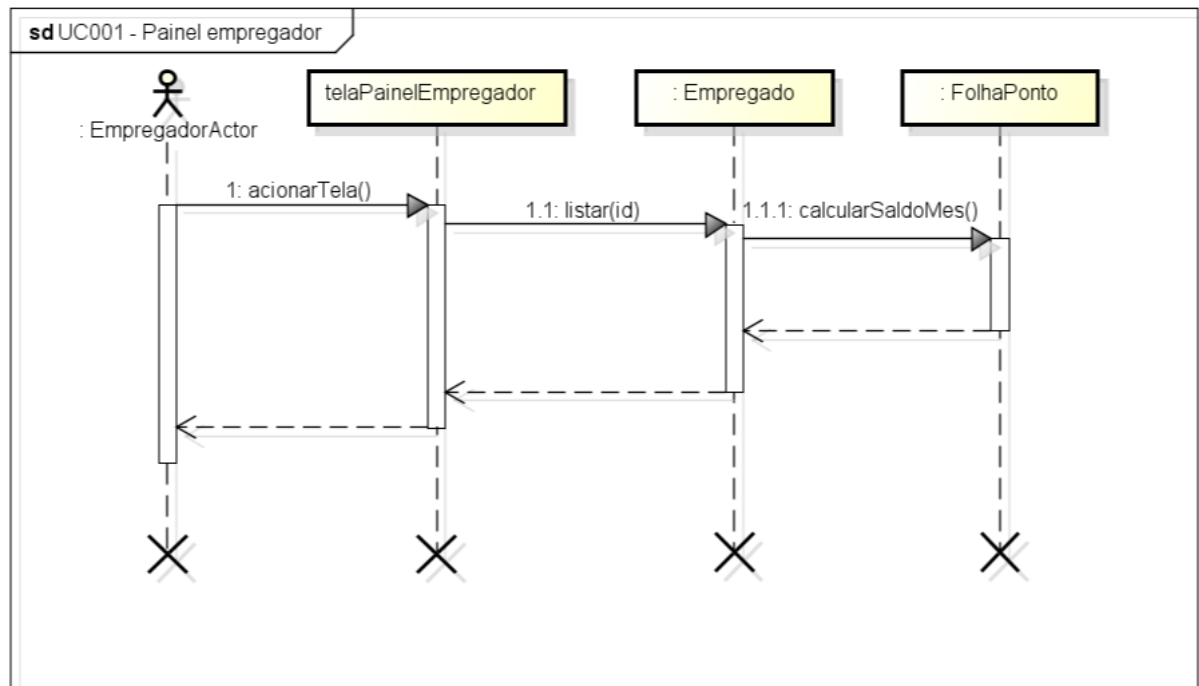 sd UC001 - Painel empregador
: EmpregadorActor
telaPainelEmpregador
: Empregado
: FolhaPonto
1: acionarTela()
1.1: listar(id)
1.1.1: calcularSaldoMes()